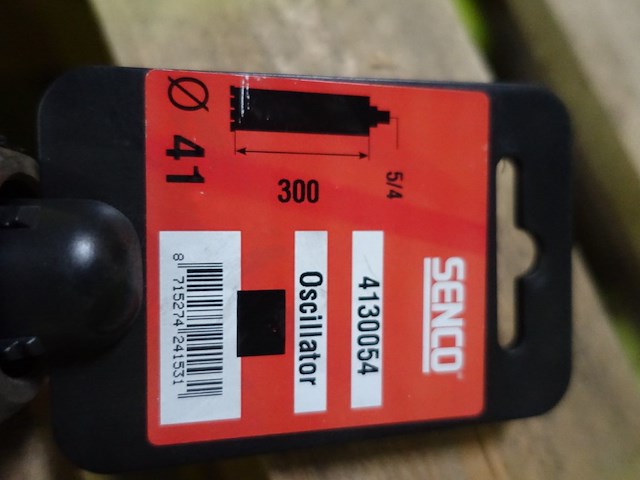 SENCO
4130054
Oscillator
8 715274 241531
5/4
300
Ø 41